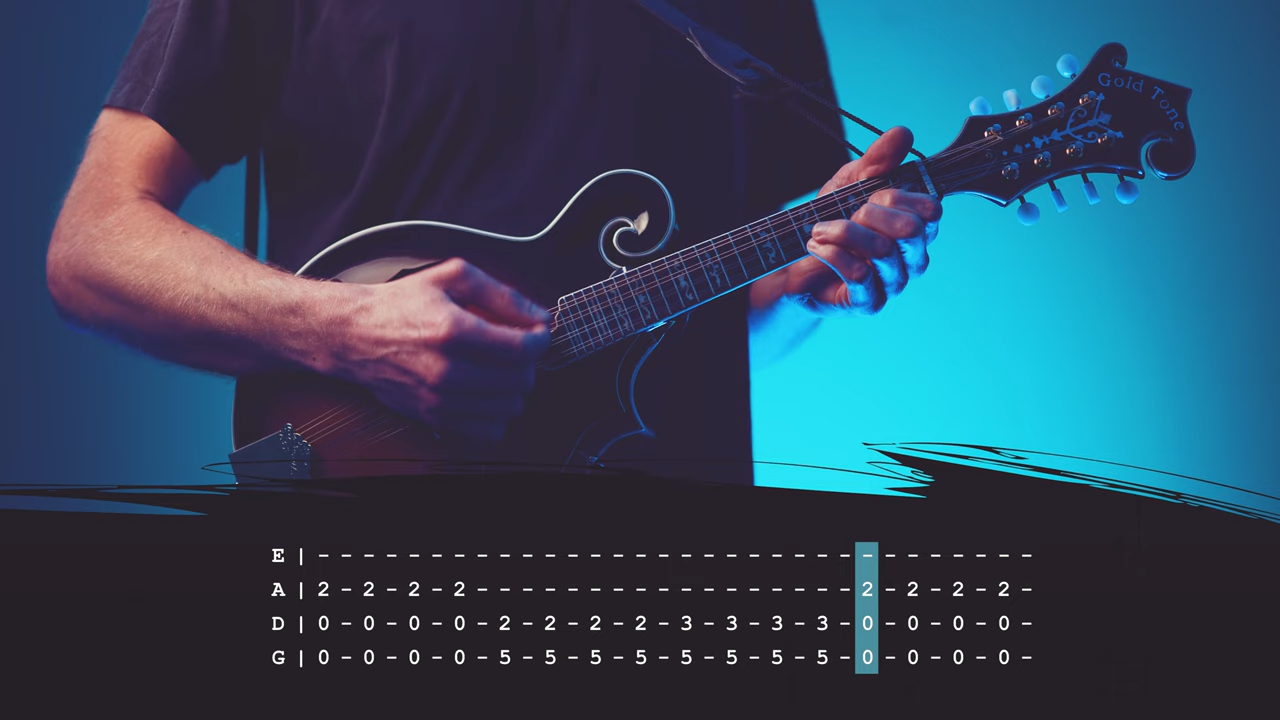 Gold Tone
E | - - - - - - - - - - - - - - - - - - - - - - - - - - - - - - - -
A | 2 - 2 - 2 - 2 - - - - - - - - - - - - - - - - - 2 - 2 - 2 - 2 -
D | 0 - 0 - 0 - 0 - 2 - 2 - 2 - 2 - 3 - 3 - 3 - 3 - 0 - 0 - 0 - 0 -
G | 0 - 0 - 0 - 0 - 5 - 5 - 5 - 5 - 5 - 5 - 5 - 5 - 0 - 0 - 0 - 0 -